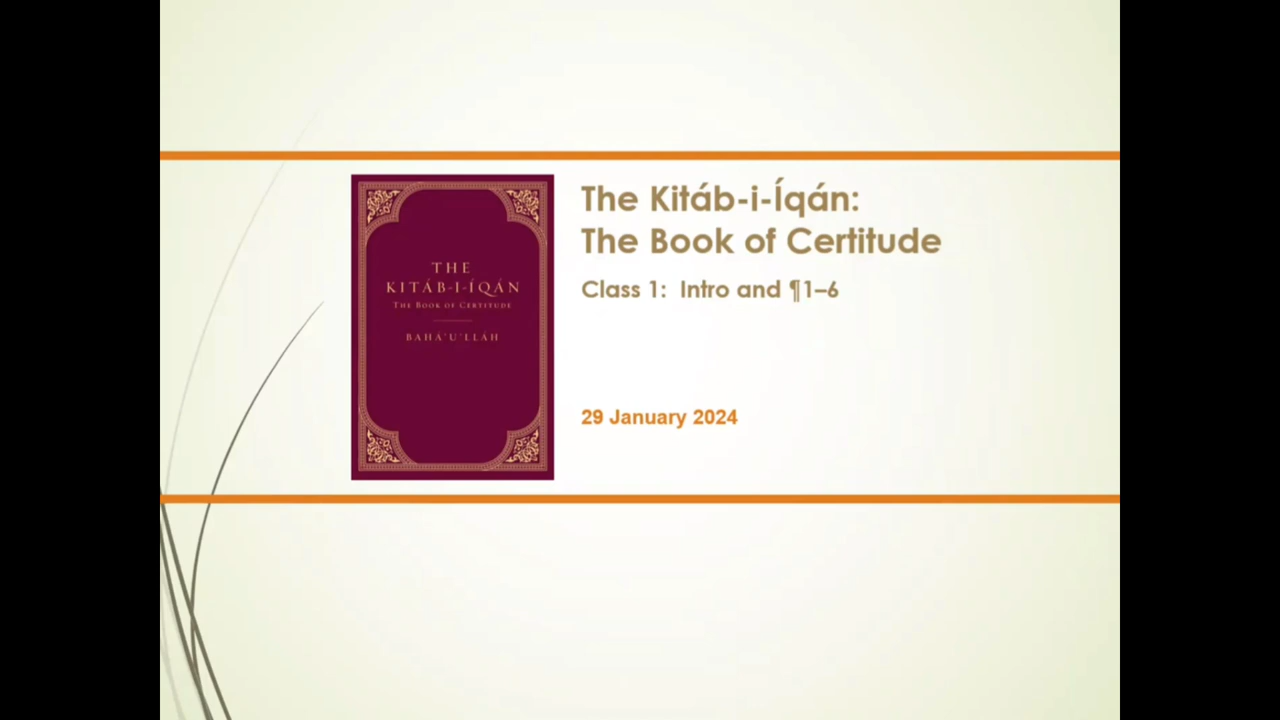 THE
KITÁB-I-ÍQÁN
THE BOOK OF CERTITUDE
BAHÁ'U'LLÁH
The Kitáb-i-Íqán:
The Book of Certitude
Class 1: Intro and ¶1–6
29 January 2024